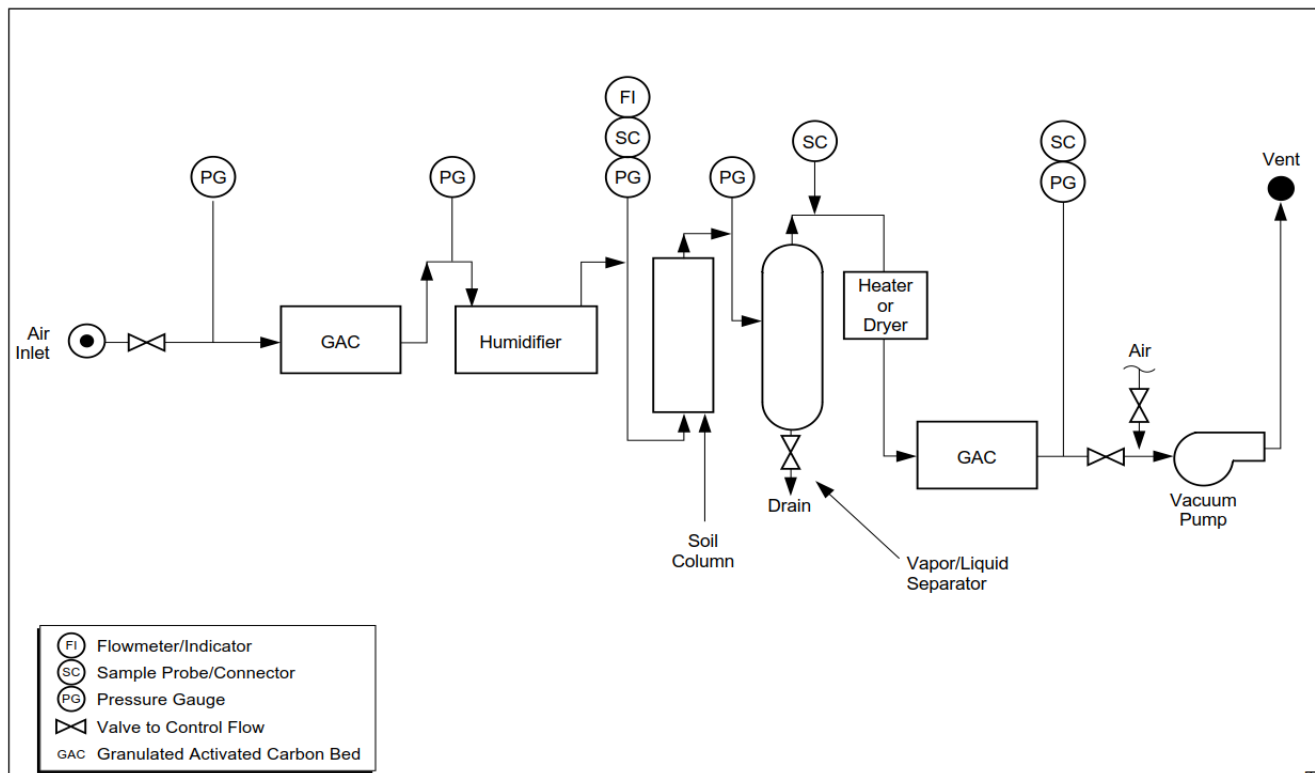 FI
SC
PG
PG
PG
PG
SC
SC
PG
Vent
Air
Inlet
GAC
Humidifier
Heater
or
Dryer
Air
GAC
Vacuum
Pump
Drain
Soil
Column
Vapor/Liquid
Separator
FI Flowmeter/Indicator
SC Sample Probe/Connector
PG Pressure Gauge
Valve to Control Flow
GAC Granulated Activated Carbon Bed